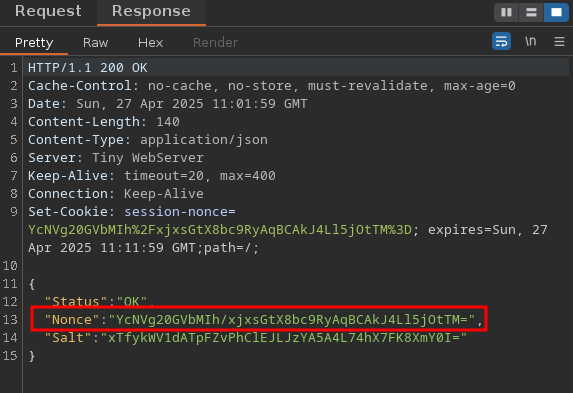 Request Response
Pretty Raw Hex Render \n
1 HTTP/1.1 200 OK
2 Cache-Control: no-cache, no-store, must-revalidate, max-age=0
3 Date: Sun, 27 Apr 2025 11:01:59 GMT
4 Content-Length: 140
5 Content-Type: application/json
6 Server: Tiny WebServer
7 Keep-Alive: timeout=20, max=400
8 Connection: Keep-Alive
9 Set-Cookie: session-nonce=
YcNVg20GVbMIh%2FxjxsGtX8bc9RyAqBCAkJ4Ll5jOtTM%3D; expires=Sun, 27
Apr 2025 11:11:59 GMT;path=/;
10
11 {
12 "Status":"OK",
13 "Nonce":"YcNVg20GVbMIh/xjxsGtX8bc9RyAqBCAkJ4Ll5jOtTM=",
14 "Salt":"xTfykWV1dATpFZvPhClEJLJzYA5A4L74hX7FK8XmY0I="
15 }